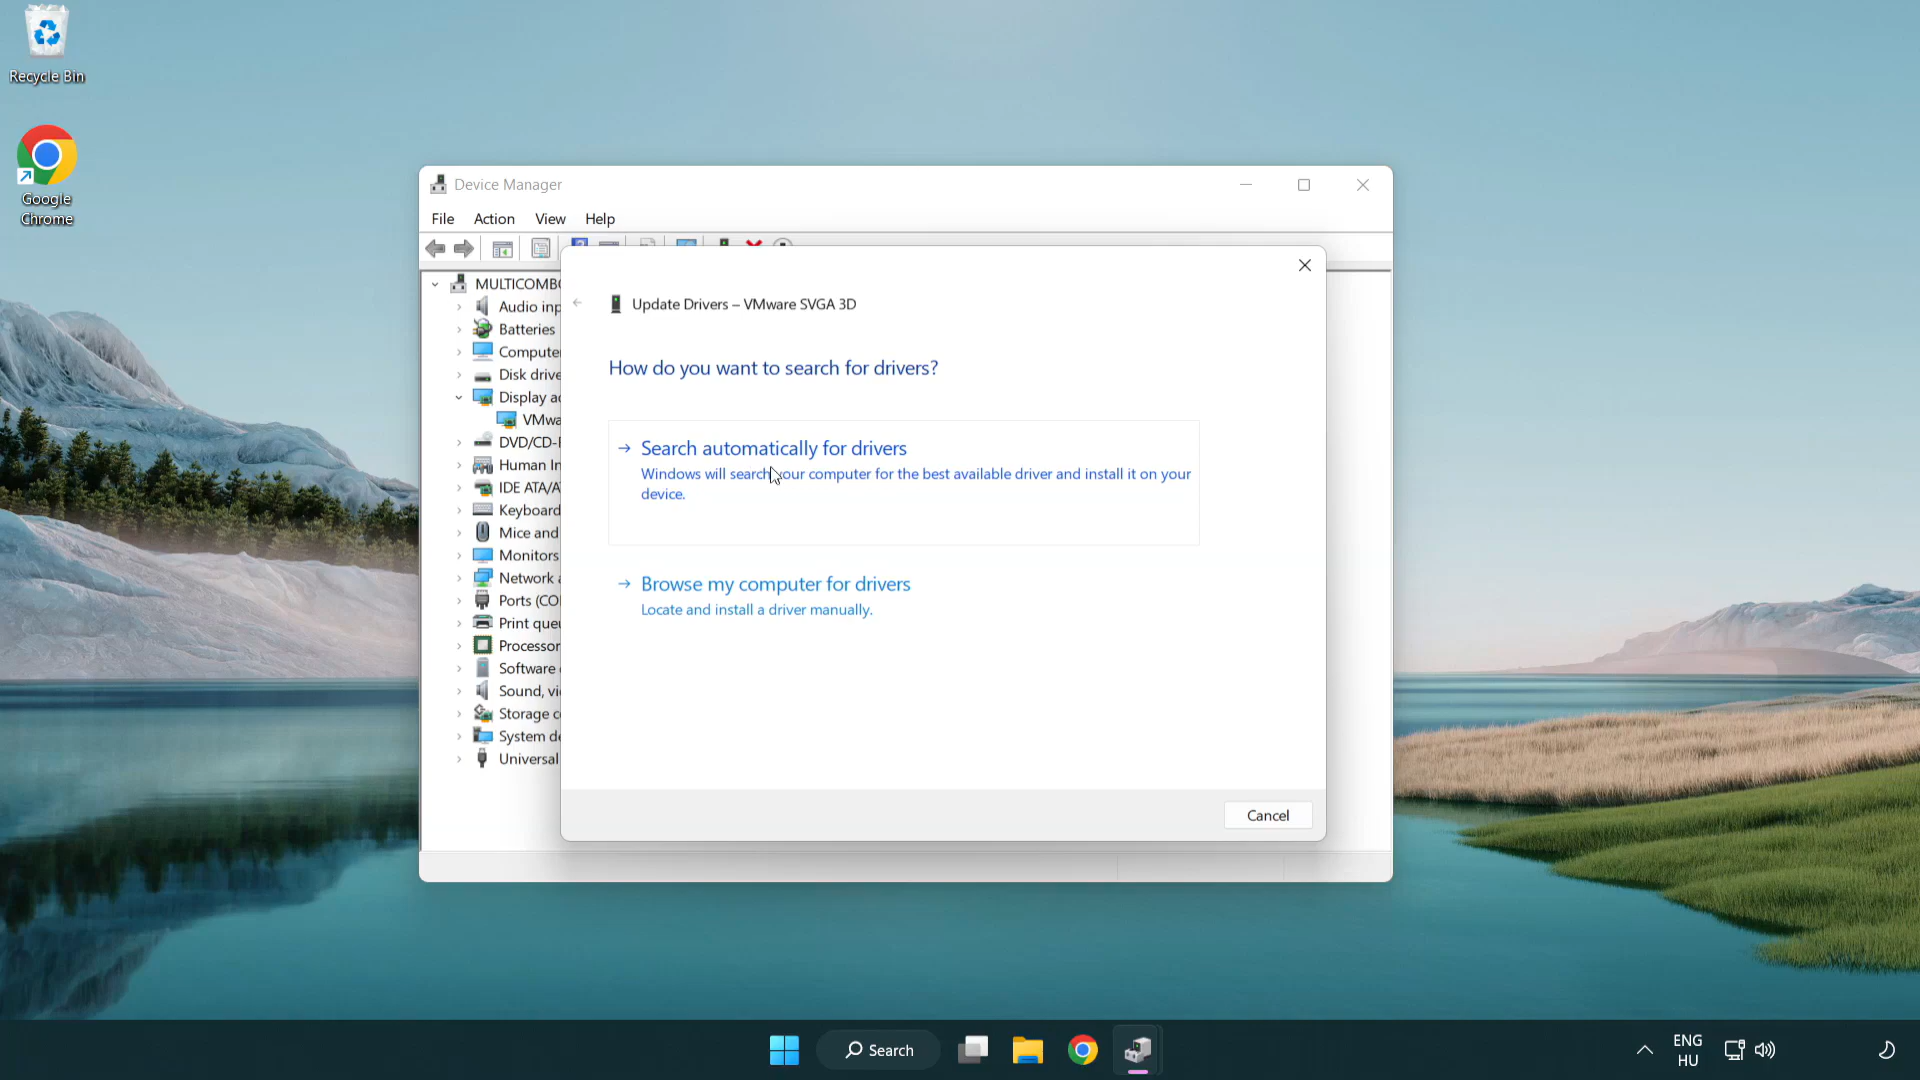 Recycle Bin
Google
Chrome
Device Manager
File Action View Help
MULTICOMB
Audio inp
Batteries
Compute
Disk drive
Display a
VMwa
DVD/CD-
Human In
IDE ATA/A
Keyboard
Mice and
Monitors
Network
Ports (CO
Print que
Processor
Software
Sound, vi
Storage c
System de
Universal
Update Drivers – VMware SVGA 3D
How do you want to search for drivers?
Search automatically for drivers
Windows will search your computer for the best available driver and install it on your
device.
Browse my computer for drivers
Locate and install a driver manually.
Cancel
Search
ENG
HU